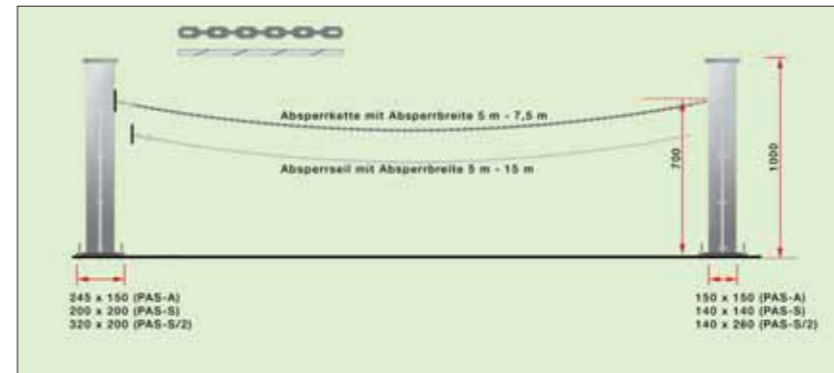 Absperrkette mit Absperrbreite 5 m - 7,5 m
Absperrseil mit Absperrbreite 5 m - 15 m
700
1000
245 x 150 (PAS-A)
200 x 200 (PAS-S)
320 x 200 (PAS-S/2)
150 x 150 (PAS-A)
140 x 140 (PAS-S)
140 x 260 (PAS-S/2)